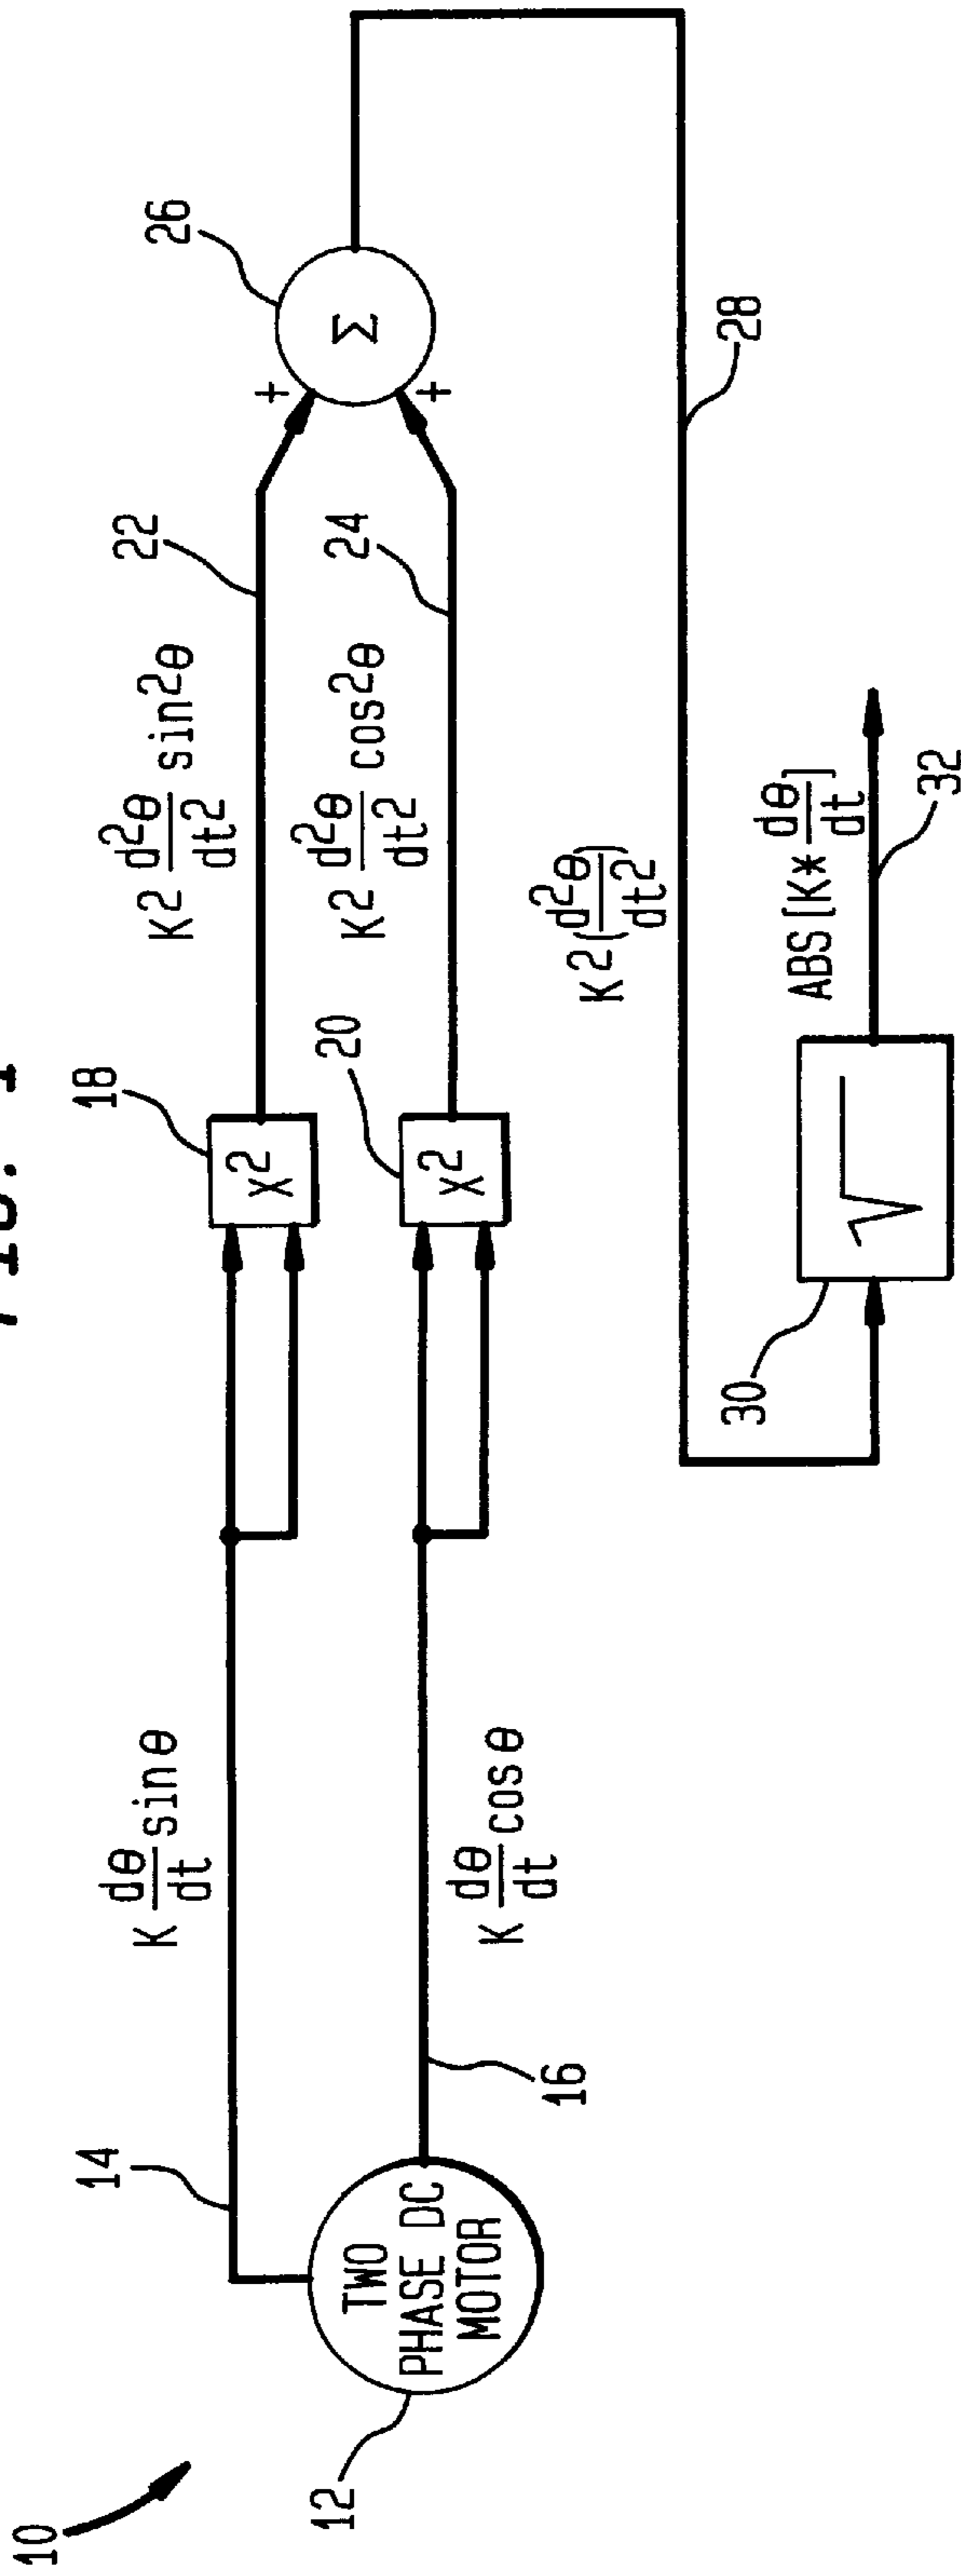 FIG. 1
10
12
TWO
PHASE DC
MOTOR
14
K dθ/dt sinθ
16
K dθ/dt cosθ
18
X²
20
X²
K² d²θ/dt² sin²θ
22
K² d²θ/dt² cos²θ
24
+
+
Σ
26
28
K²(d²θ/dt²)
30
√
ABS[K* dθ/dt]
32